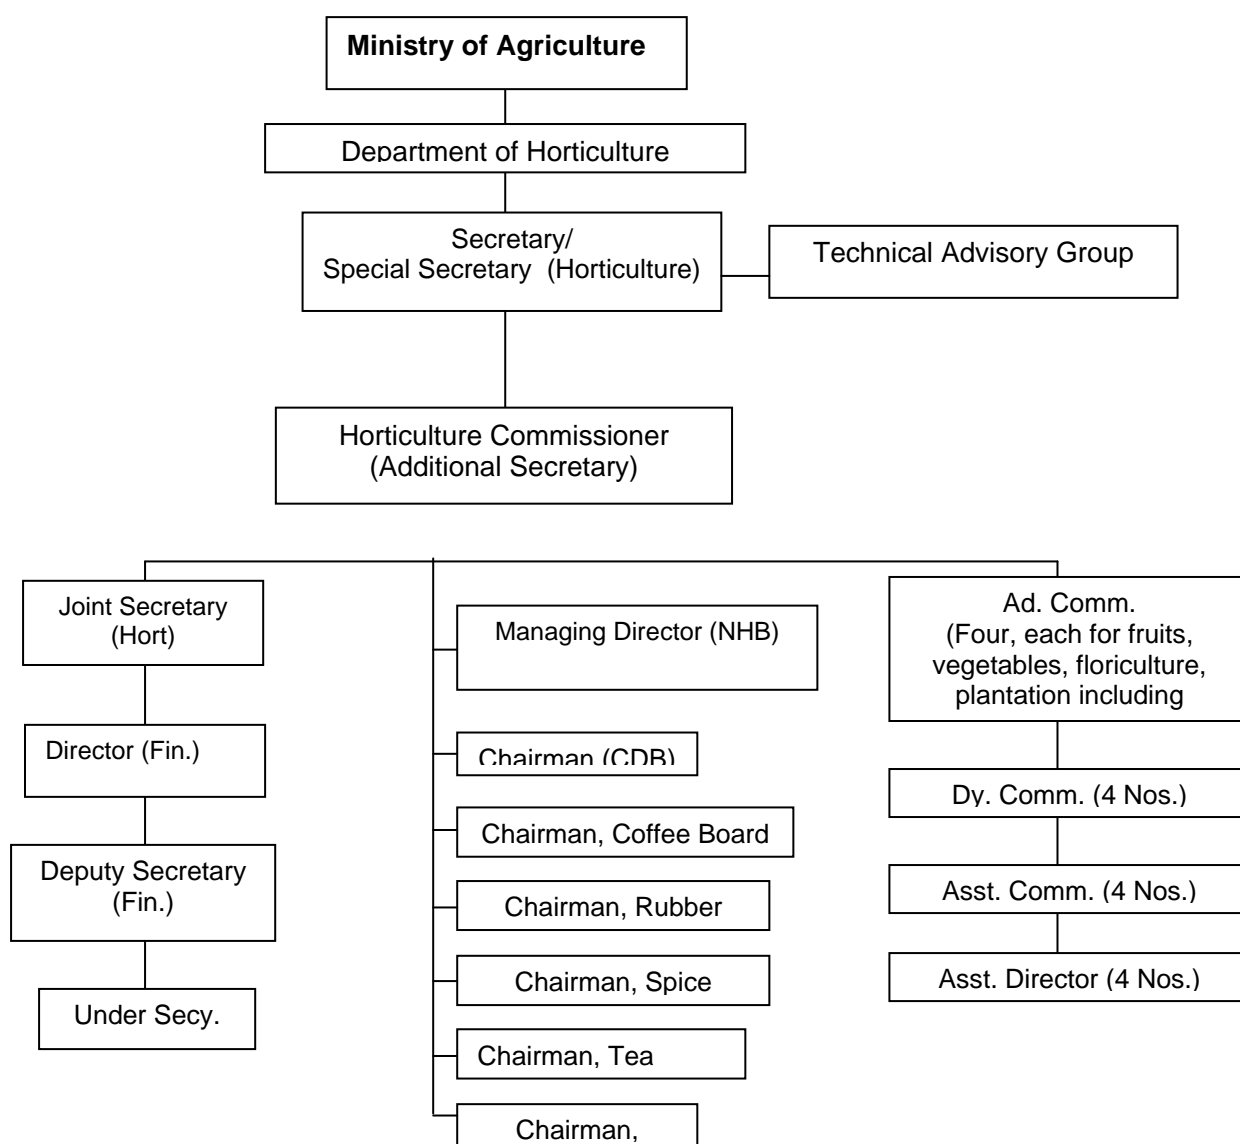 Ministry of Agriculture
Department of Horticulture
Secretary/
Special Secretary (Horticulture)
Technical Advisory Group
Horticulture Commissioner
(Additional Secretary)
Joint Secretary
(Hort)
Director (Fin.)
Deputy Secretary
(Fin.)
Under Secy.
Managing Director (NHB)
Chairman (CDB)
Chairman, Coffee Board
Chairman, Rubber
Chairman, Spice
Chairman, Tea
Chairman,
Ad. Comm.
(Four, each for fruits,
vegetables, floriculture,
plantation including
Dy. Comm. (4 Nos.)
Asst. Comm. (4 Nos.)
Asst. Director (4 Nos.)